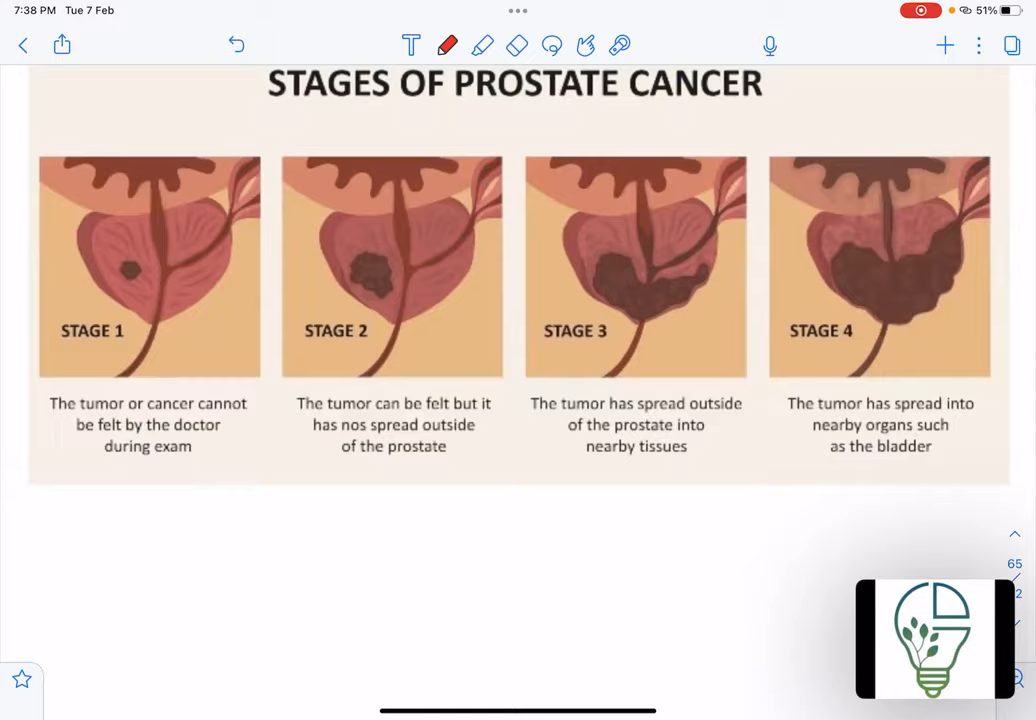 7:38 PM Tue 7 Feb
51%
STAGES OF PROSTATE CANCER
STAGE 1
STAGE 2
STAGE 3
STAGE 4
The tumor or cancer cannot
be felt by the doctor
during exam
The tumor can be felt but it
has nos spread outside
of the prostate
The tumor has spread outside
of the prostate into
nearby tissues
The tumor has spread into
nearby organs such
as the bladder
65